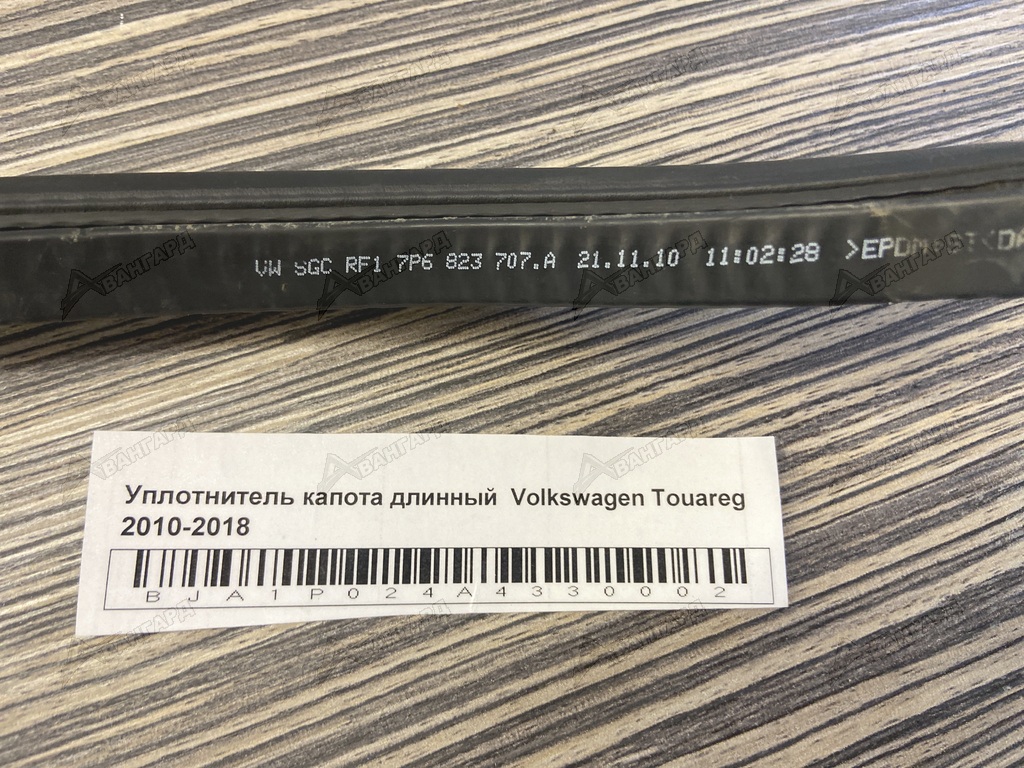 VW SGC RF1 7P6 823 707.A 21.11.10 11:02:28
Уплотнитель капота длинный Volkswagen Touareg
2010-2018
BJA1P024A4330002
АВАНГАРД